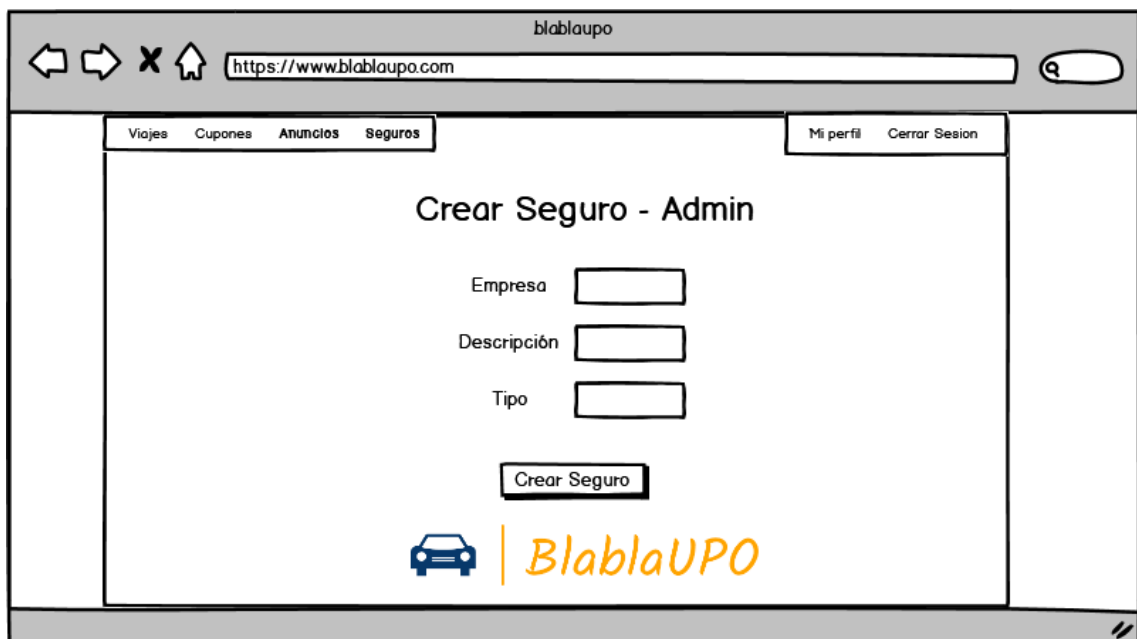 blablaupo
https://www.blablaupo.com
Viajes Cupones Anuncios Seguros Mi perfil Cerrar Sesion
Crear Seguro - Admin
Empresa
Descripción
Tipo
Crear Seguro
BlablaUPO